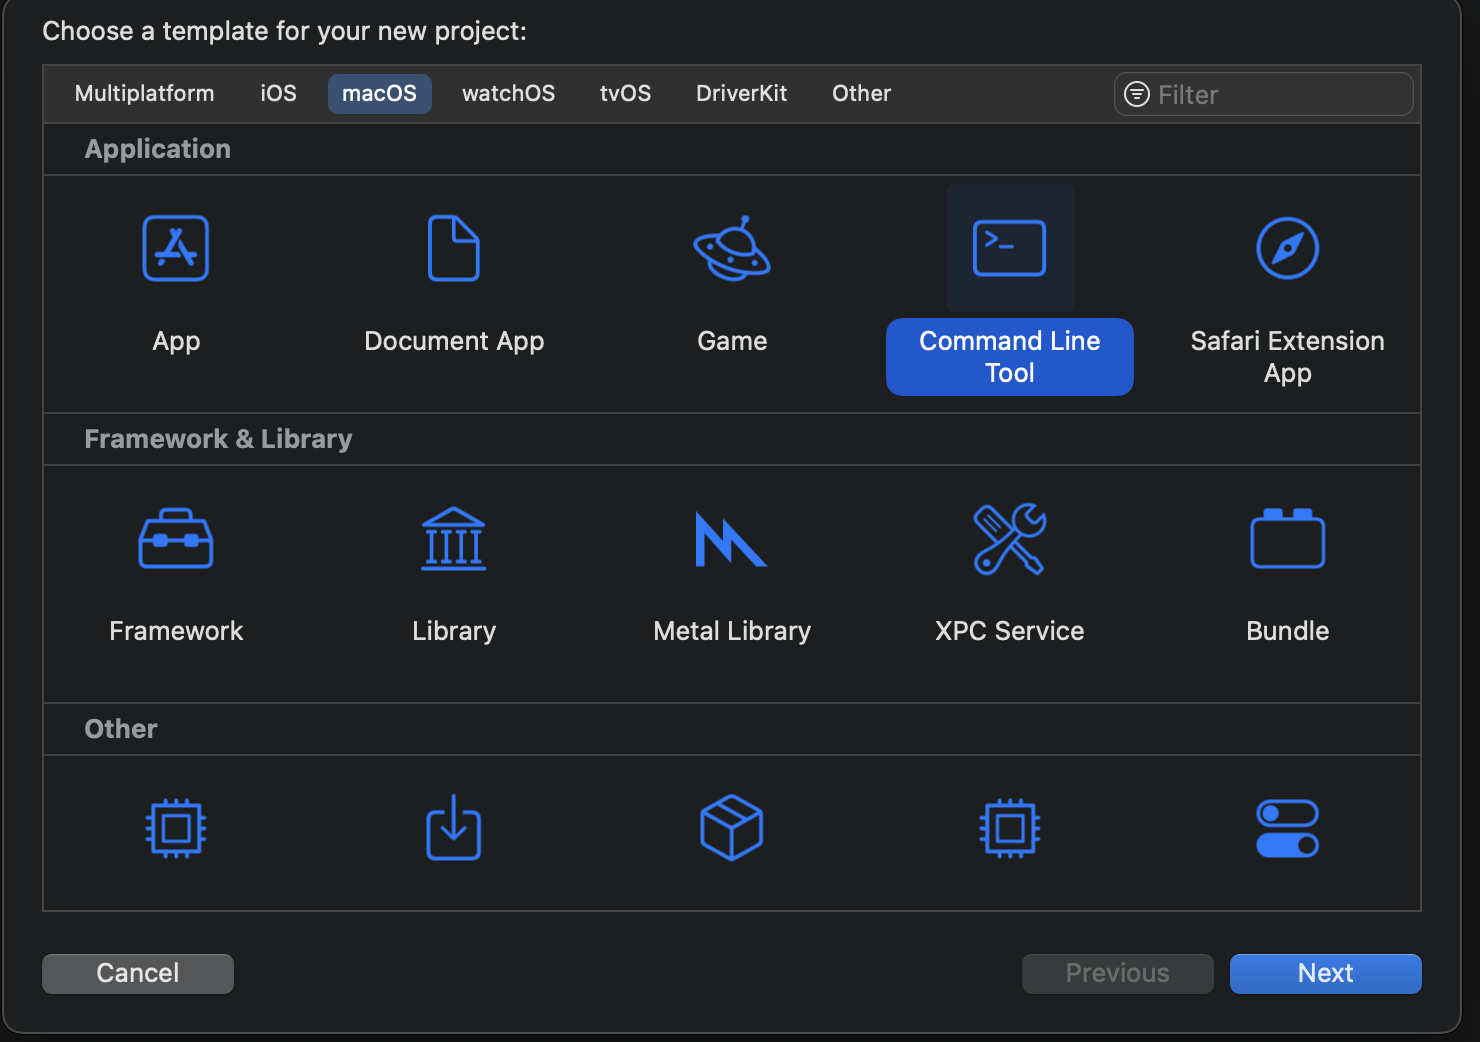 Choose a template for your new project:
Multiplatform iOS macOS watchOS tvOS DriverKit Other Filter
Application
App
Document App
Game
Command Line
Tool
Safari Extension
App
Framework & Library
Framework
Library
Metal Library
XPC Service
Bundle
Other
Cancel
Previous
Next